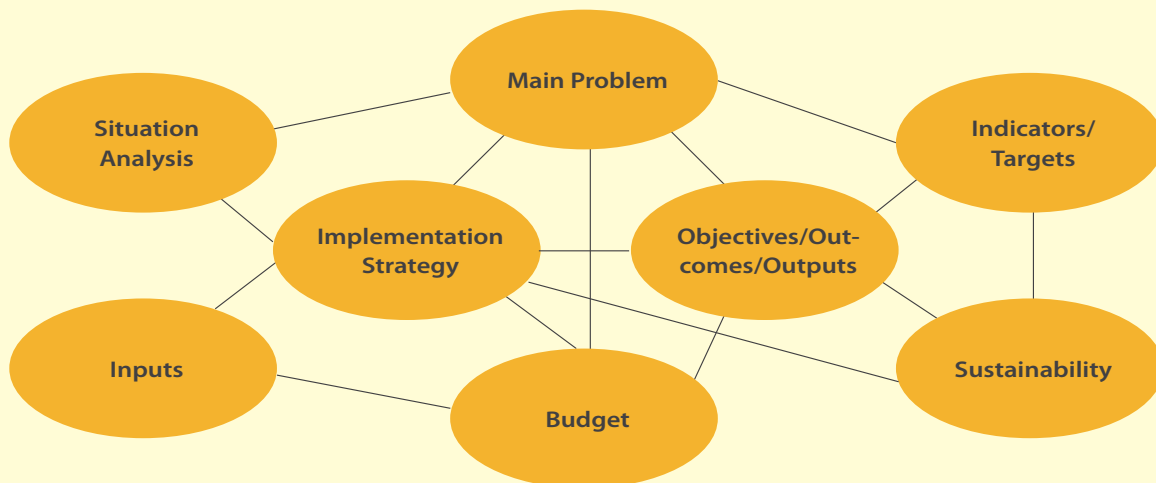 Main Problem
Situation
Analysis
Indicators/
Targets
Implementation
Strategy
Objectives/Out-
comes/Outputs
Inputs
Sustainability
Budget